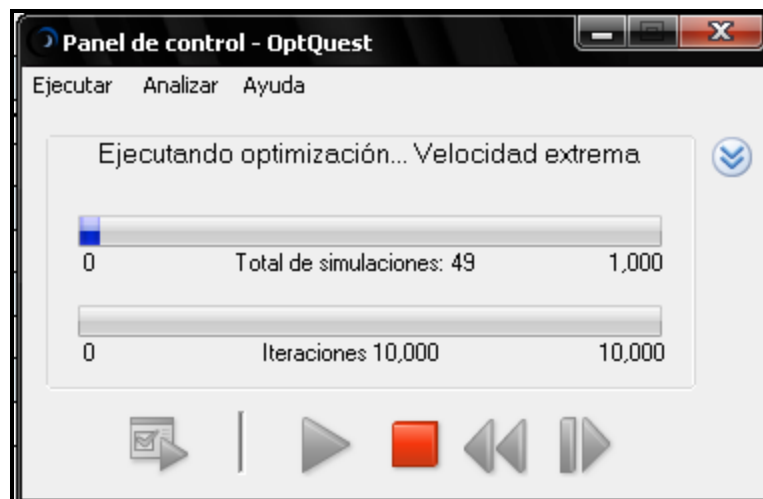 Panel de control - OptQuest
Ejecutar Analizar Ayuda
Ejecutando optimización... Velocidad extrema
0 Total de simulaciones: 49 1,000
0 Iteraciones 10,000 10,000